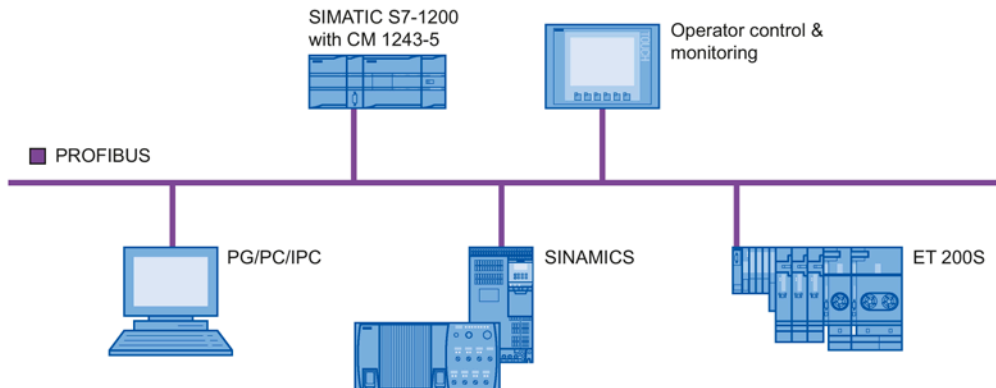 SIMATIC S7-1200
with CM 1243-5
Operator control &
monitoring
PROFIBUS
PG/PC/IPC
SINAMICS
ET 200S